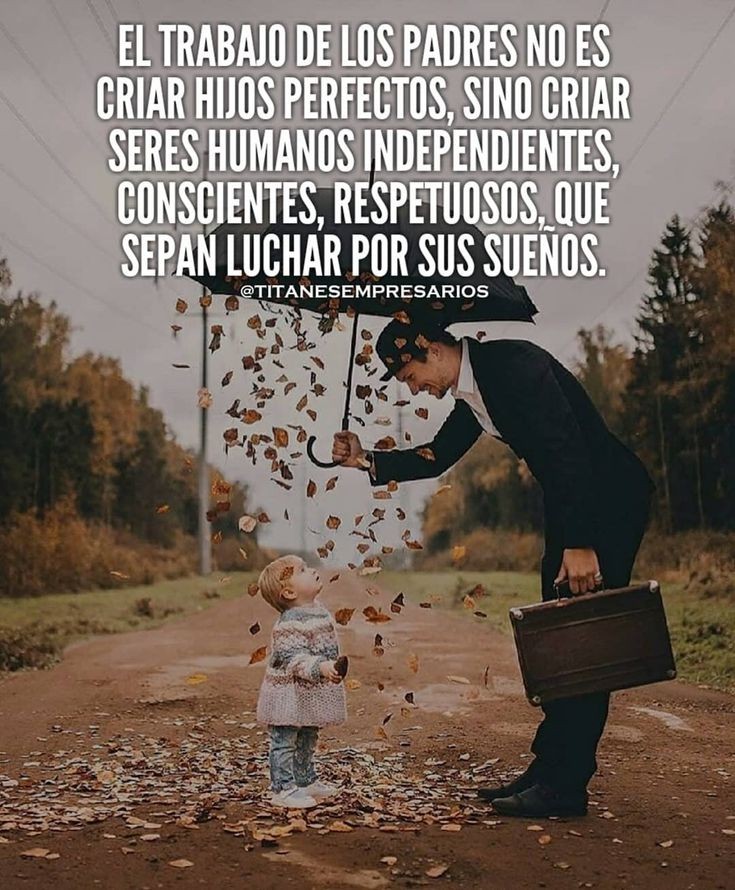 EL TRABAJO DE LOS PADRES NO ES
CRIAR HIJOS PERFECTOS, SINO CRIAR
SERES HUMANOS INDEPENDIENTES,
CONSCIENTES, RESPETUOSOS, QUE
SEPAN LUCHAR POR SUS SUEÑOS.
@TITANESEMPRESARIOS